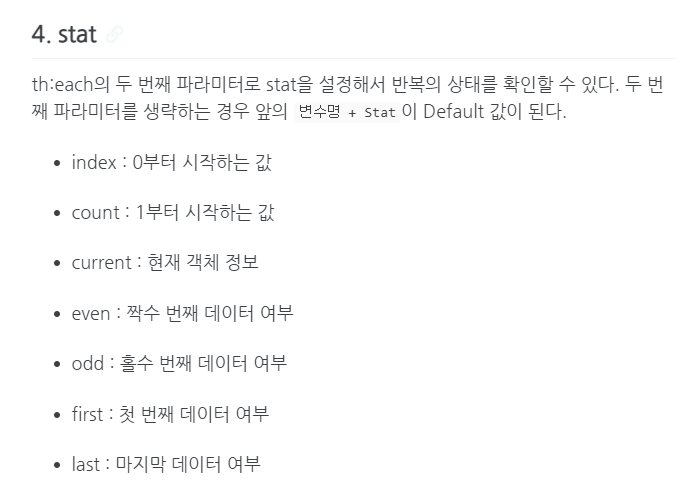 4. stat
th:each의 두 번째 파라미터로 stat을 설정해서 반복의 상태를 확인할 수 있다. 두 번
째 파라미터를 생략하는 경우 앞의 변수명 + Stat 이 Default 값이 된다.
• index : 0부터 시작하는 값
• count : 1부터 시작하는 값
• current : 현재 객체 정보
• even : 짝수 번째 데이터 여부
• odd : 홀수 번째 데이터 여부
• first : 첫 번째 데이터 여부
• last : 마지막 데이터 여부